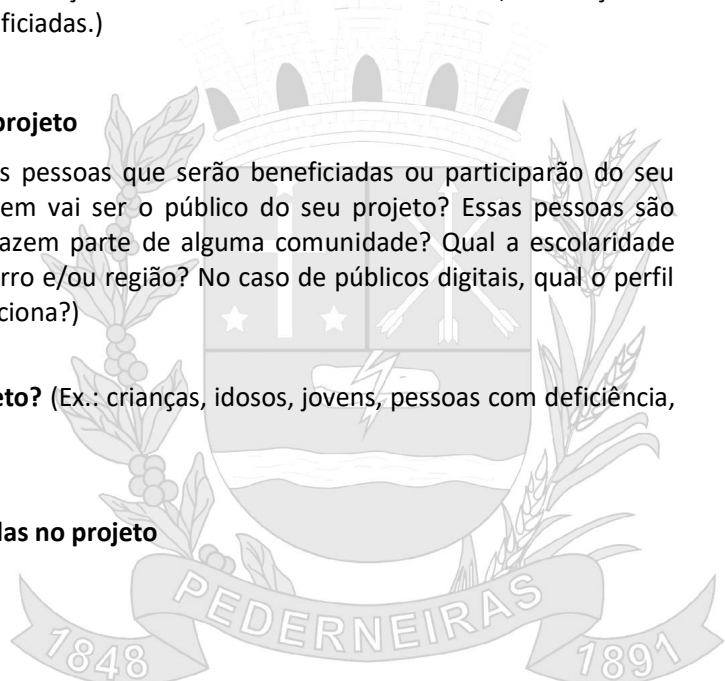 ficiadas.)
projeto
s pessoas que serão beneficiadas ou participarão do seu
em vai ser o público do seu projeto? Essas pessoas são
azem parte de alguma comunidade? Qual a escolaridade
rro e/ou região? No caso de públicos digitais, qual o perfil
ciona?)
eto? (Ex.: crianças, idosos, jovens, pessoas com deficiência,
das no projeto
PEDERNEIRAS
1848
1891